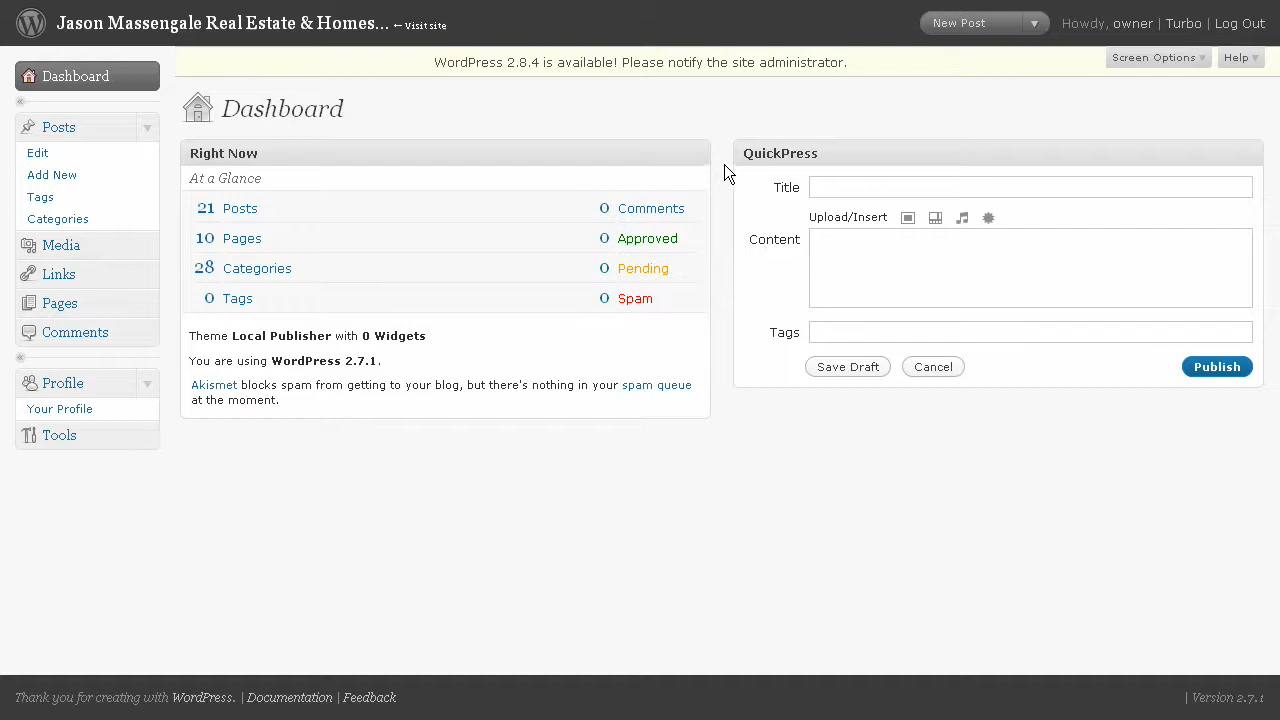 Jason Massengale Real Estate & Homes... ← Visit site
New Post
Howdy, owner | Turbo | Log Out
WordPress 2.8.4 is available! Please notify the site administrator.
Screen Options
Help
Dashboard
Posts
Edit
Add New
Tags
Categories
Media
Links
Pages
Comments
Profile
Your Profile
Tools
Dashboard
Right Now
At a Glance
21 Posts 0 Comments
10 Pages 0 Approved
28 Categories 0 Pending
0 Tags 0 Spam
Theme Local Publisher with 0 Widgets
You are using WordPress 2.7.1.
Akismet blocks spam from getting to your blog, but there's nothing in your spam queue
at the moment.
QuickPress
Title
Upload/Insert
Content
Tags
Save Draft
Cancel
Publish
Thank you for creating with WordPress. | Documentation | Feedback
| Version 2.7.1